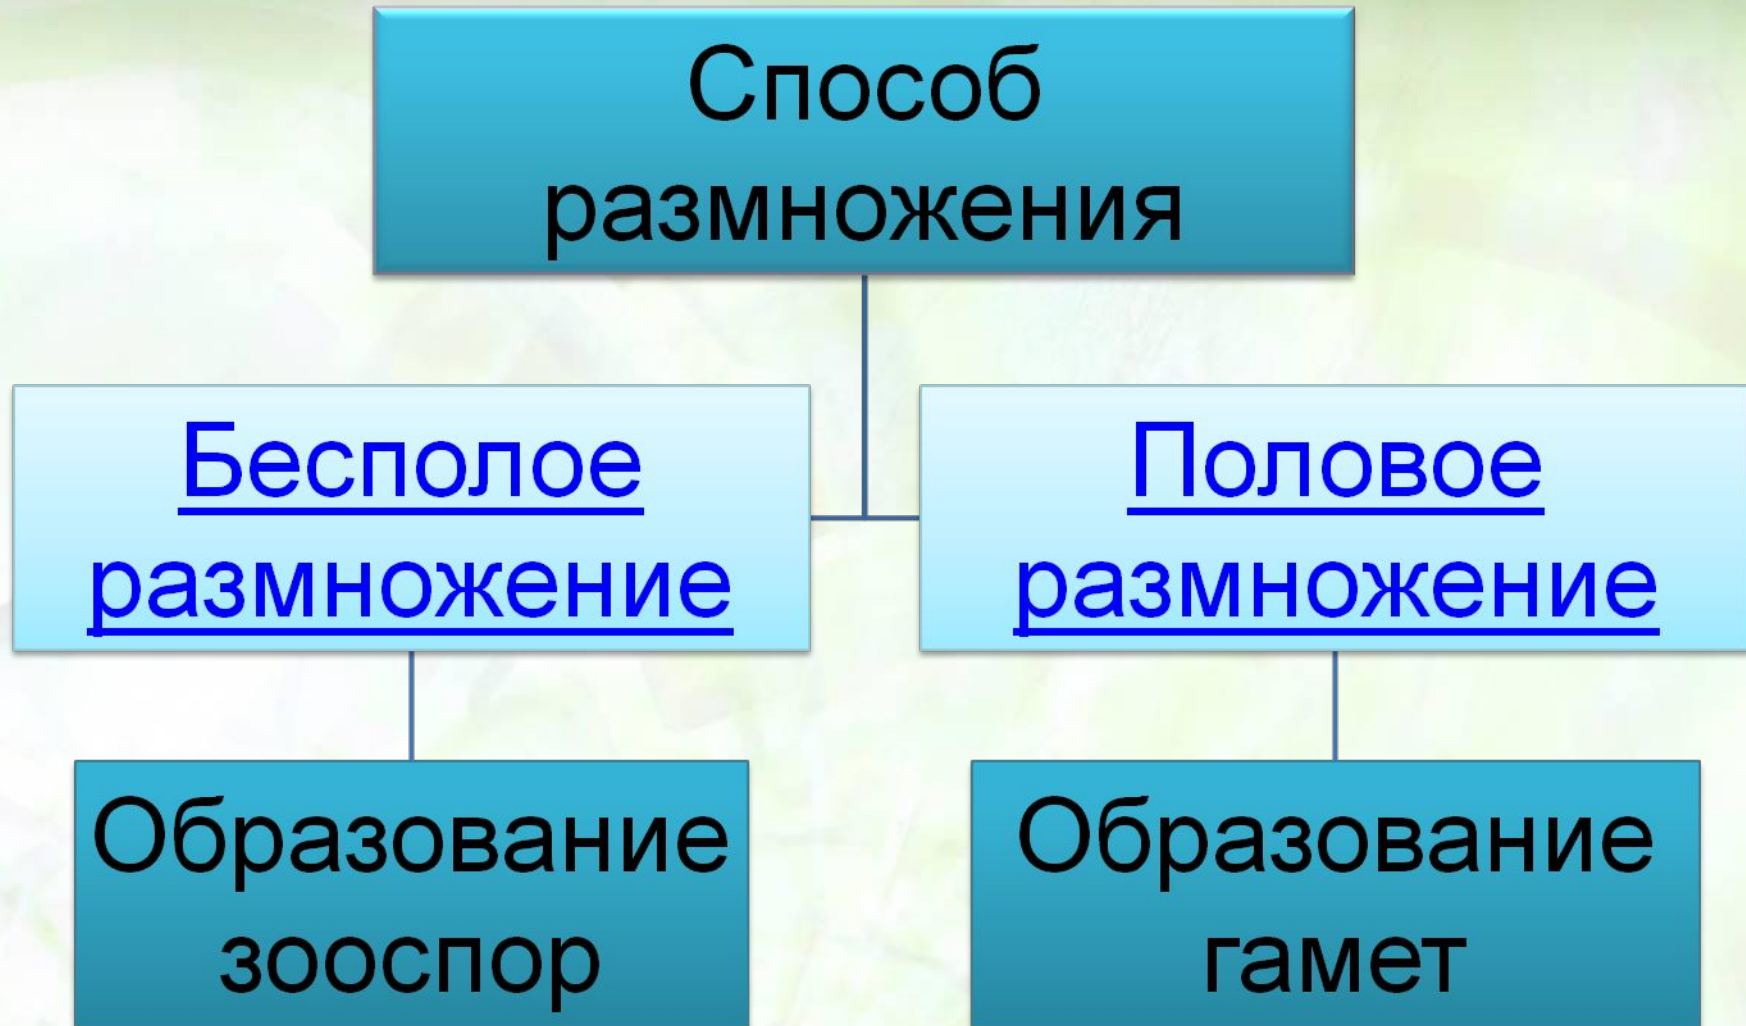 Способ
размножения
Бесполое
размножение
Половое
размножение
Образование
зооспор
Образование
гамет